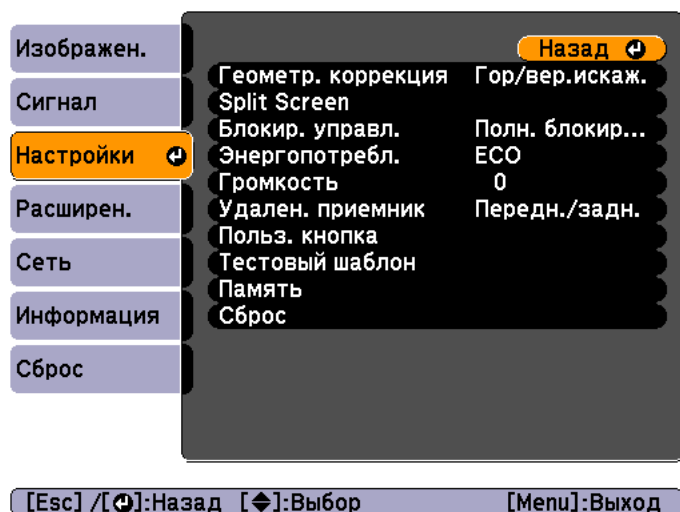 Изображен.
Сигнал
Настройки
Расширен.
Сеть
Информация
Сброс
Назад
Геометр. коррекция Гор/вер.искаж.
Split Screen
Блокир. управл. Полн. блокир...
Энергопотребл. ECO
Громкость 0
Удален. приемник Передн./задн.
Польз. кнопка
Тестовый шаблон
Память
Сброс
[Esc] /[⏎]:Назад [◆]:Выбор [Menu]:Выход